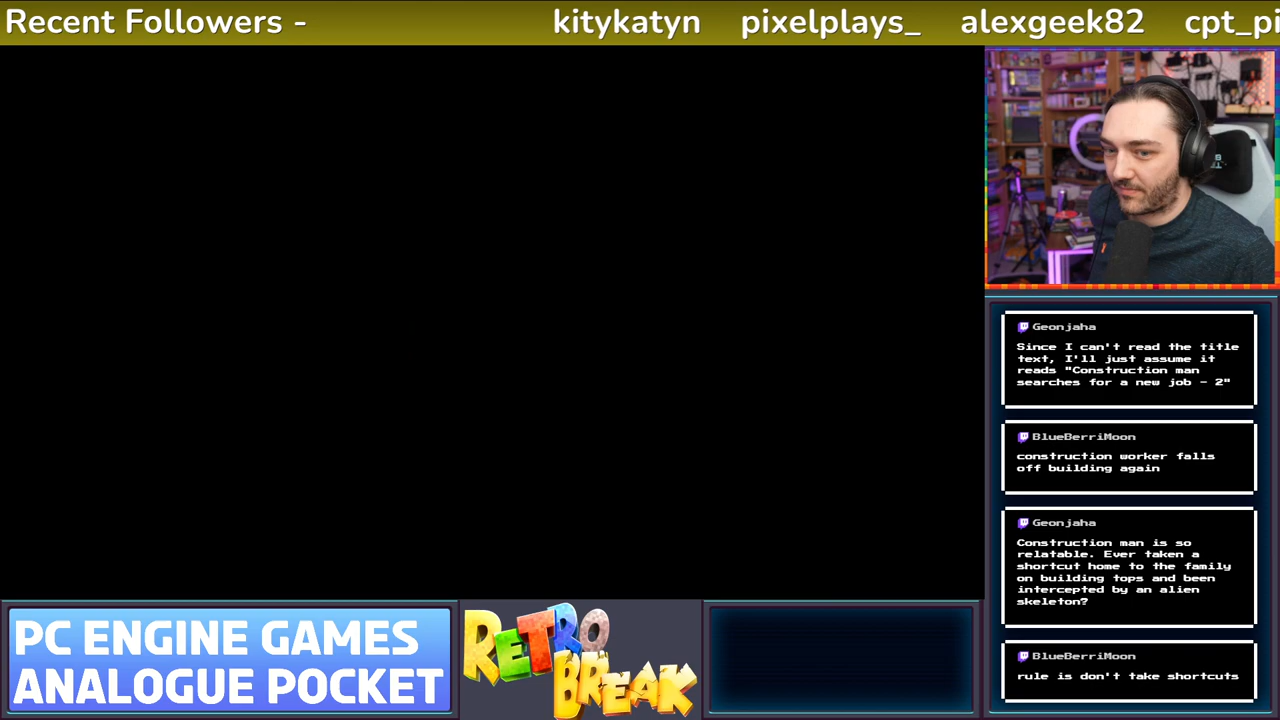 Recent Followers - kitykatyn pixelplays_ alexgeek82 cpt_pi
Geonjaha
Since I can't read the title
text, I'll just assume it
reads "Construction man
searches for a new job - 2"
BlueBerriMoon
construction worker falls
off building again
Geonjaha
Construction man is so
relatable. Ever taken a
shortcut home to the family
on building tops and been
intercepted by an alien
skeleton?
BlueBerriMoon
rule is don't take shortcuts
PC ENGINE GAMES
ANALOGUE POCKET
RETRO
BREAK